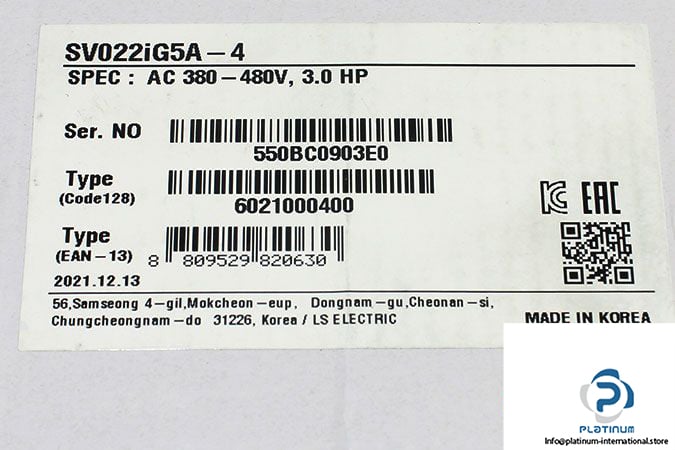 SV022iG5A-4
SPEC : AC 380-480V, 3.0 HP
Ser. NO
550BC0903E0
Type
(Code128)
6021000400
Type
(EAN-13)
8 809529 820630
2021.12.13
EAC
56,Samseong 4-gil,Mokcheon-eup, Dongnam-gu,Cheonan-si,
Chungcheongnam-do 31226, Korea / LS ELECTRIC
MADE IN KOREA
PLATINUM
Info@platinum-international.store